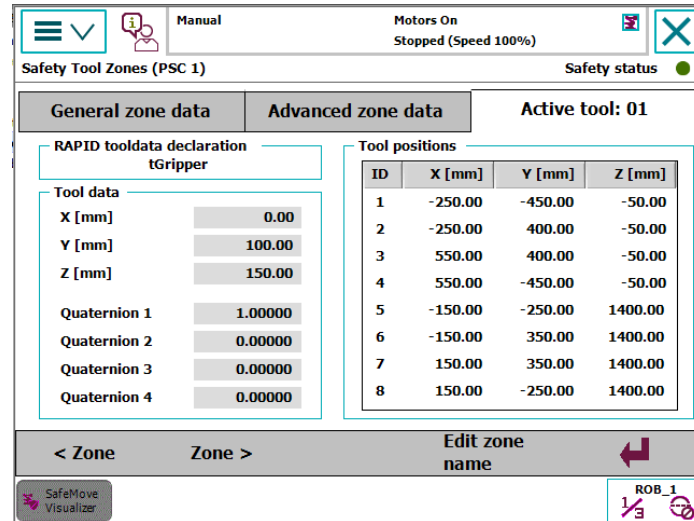 Manual
Motors On
Stopped (Speed 100%)
Safety Tool Zones (PSC 1)
Safety status
General zone data
Advanced zone data
Active tool: 01
RAPID tooldata declaration
tGripper
Tool data
X [mm] 0.00
Y [mm] 100.00
Z [mm] 150.00
Quaternion 1 1.00000
Quaternion 2 0.00000
Quaternion 3 0.00000
Quaternion 4 0.00000
Tool positions
ID X [mm] Y [mm] Z [mm]
1 -250.00 -450.00 -50.00
2 -250.00 400.00 -50.00
3 550.00 400.00 -50.00
4 550.00 -450.00 -50.00
5 -150.00 -250.00 1400.00
6 -150.00 350.00 1400.00
7 150.00 350.00 1400.00
8 150.00 -250.00 1400.00
< Zone
Zone >
Edit zone
name
SafeMove
Visualizer
ROB_1
1/3